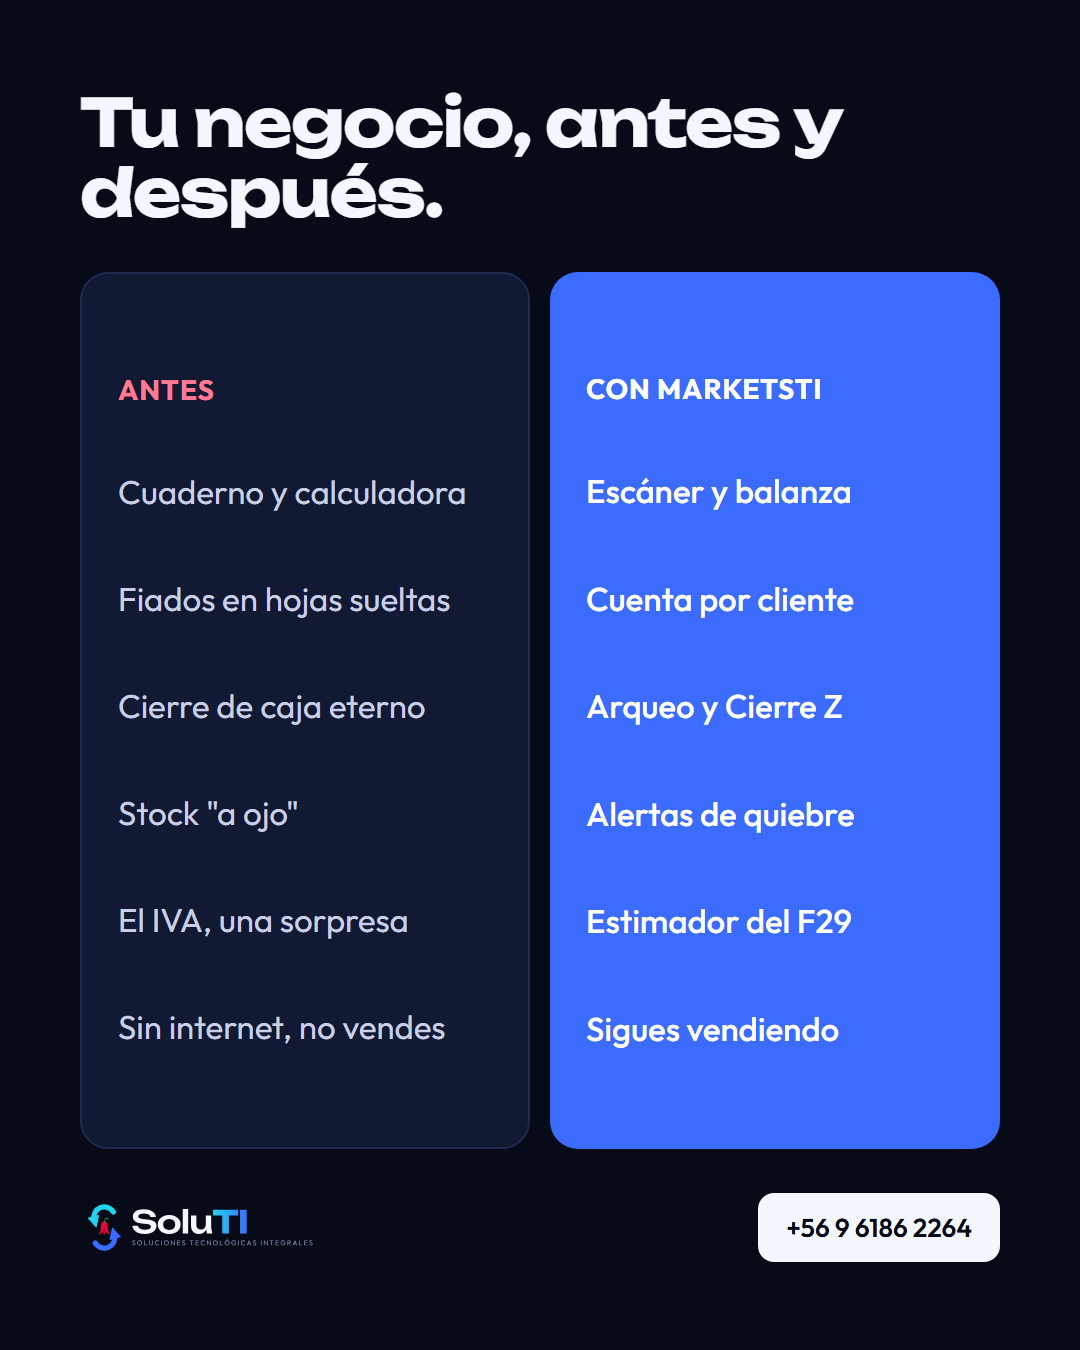 Tu negocio, antes y
después.
ANTES
Cuaderno y calculadora
Fiados en hojas sueltas
Cierre de caja eterno
Stock "a ojo"
El IVA, una sorpresa
Sin internet, no vendes
CON MARKETSTI
Escáner y balanza
Cuenta por cliente
Arqueo y Cierre Z
Alertas de quiebre
Estimador del F29
Sigues vendiendo
SoluTI
SOLUCIONES TECNOLÓGICAS INTEGRALES
+56 9 6186 2264